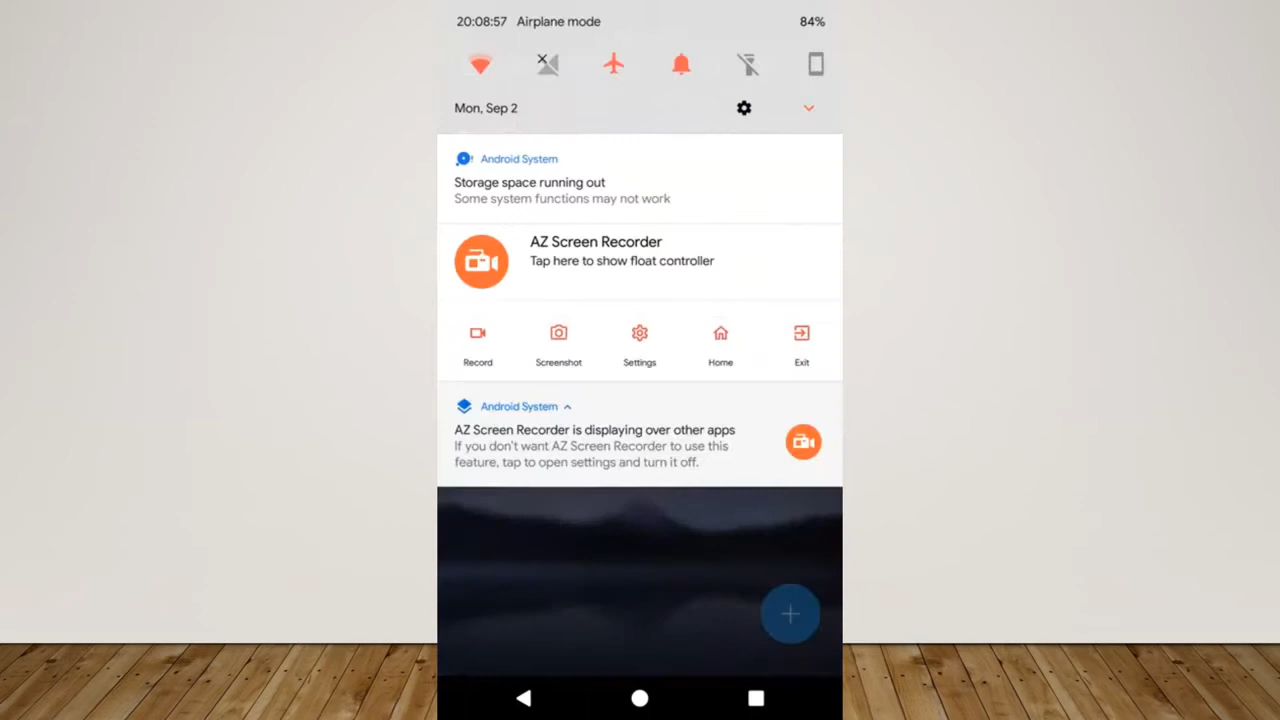 20:08:57 Airplane mode 84%
Mon, Sep 2
Android System
Storage space running out
Some system functions may not work
AZ Screen Recorder
Tap here to show float controller
Record Screenshot Settings Home Exit
Android System
AZ Screen Recorder is displaying over other apps
If you don't want AZ Screen Recorder to use this
feature, tap to open settings and turn it off.